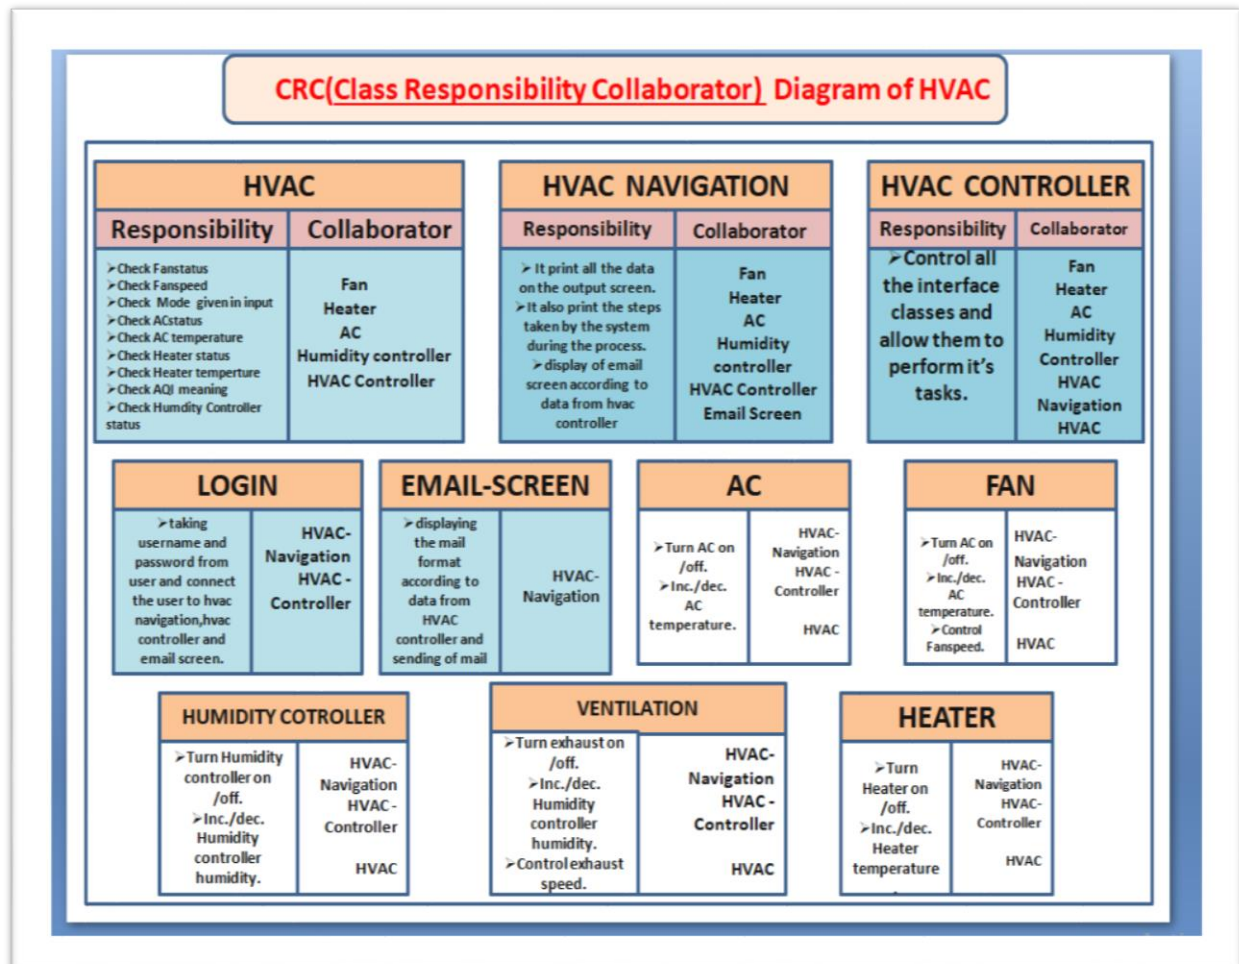 CRC(Class Responsibility Collaborator) Diagram of HVAC
HVAC
Responsibility
Collaborator
➢Check Fanstatus
➢Check Fanspeed
➢Check Mode given in input
➢Check ACstatus
➢Check AC temperature
➢Check Heater status
➢Check Heater temperture
➢Check AQI meaning
➢Check Humdity Controller
status
Fan
Heater
AC
Humidity controller
HVAC Controller
HVAC NAVIGATION
Responsibility
Collaborator
➢It print all the data
on the output screen.
➢It also print the steps
taken by the system
during the process.
➢display of email
screen according to
data from hvac
controller
Fan
Heater
AC
Humidity
controller
HVAC Controller
Email Screen
HVAC CONTROLLER
Responsibility
Collaborator
➢Control all
the interface
classes and
allow them to
perform it's
tasks.
Fan
Heater
AC
Humidity
Controller
HVAC
Navigation
HVAC
LOGIN
➢taking
username and
password from
user and connect
the user to hvac
navigation,hvac
controller and
email screen.
HVAC-
Navigation
HVAC -
Controller
EMAIL-SCREEN
➢displaying
the mail
format
according to
data from
HVAC
controller and
sending of mail
HVAC-
Navigation
AC
➢Turn AC on
/off.
➢Inc./dec.
AC
temperature.
HVAC-
Navigation
HVAC -
Controller
HVAC
FAN
➢Turn AC on
/off.
➢Inc./dec.
AC
temperature.
➢Control
Fanspeed.
HVAC-
Navigation
HVAC -
Controller
HVAC
HUMIDITY COTROLLER
➢Turn Humidity
controller on
/off.
➢Inc./dec.
Humidity
controller
humidity.
HVAC-
Navigation
HVAC -
Controller
HVAC
VENTILATION
➢Turn exhaust on
/off.
➢Inc./dec.
Humidity
controller
humidity.
➢Control exhaust
speed.
HVAC-
Navigation
HVAC -
Controller
HVAC
HEATER
➢Turn
Heater on
/off.
➢Inc./dec.
Heater
temperature
.
HVAC-
Navigation
HVAC-
Controller
HVAC